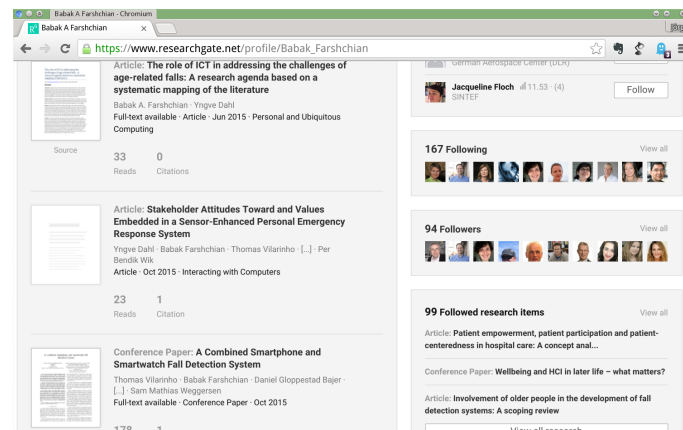 Babak A Farshchian - Chromium
Babak A Farshchian
https://www.researchgate.net/profile/Babak_Farshchian
Article: The role of ICT in addressing the challenges of
age-related falls: A research agenda based on a
systematic mapping of the literature
Babak A. Farshchian · Yngve Dahl
Full-text available · Article · Jun 2015 · Personal and Ubiquitous
Computing
Source
33 0
Reads Citations
Article: Stakeholder Attitudes Toward and Values
Embedded in a Sensor-Enhanced Personal Emergency
Response System
Yngve Dahl · Babak Farshchian · Thomas Vilarinho · [...] · Per
Bendik Wik
Article · Oct 2015 · Interacting with Computers
23 1
Reads Citation
Conference Paper: A Combined Smartphone and
Smartwatch Fall Detection System
Thomas Vilarinho · Babak Farshchian · Daniel Gloppestad Bajer ·
[...] · Sam Mathias Weggersen
Full-text available · Conference Paper · Oct 2015
178 1
German Aerospace Center (DLR)
Jacqueline Floch 11.53 · (4)
SINTEF
Follow
167 Following View all
94 Followers View all
99 Followed research items View all
Article: Patient empowerment, patient participation and patient-
centeredness in hospital care: A concept anal...
Conference Paper: Wellbeing and HCI in later life – what matters?
Article: Involvement of older people in the development of fall
detection systems: A scoping review
View all research